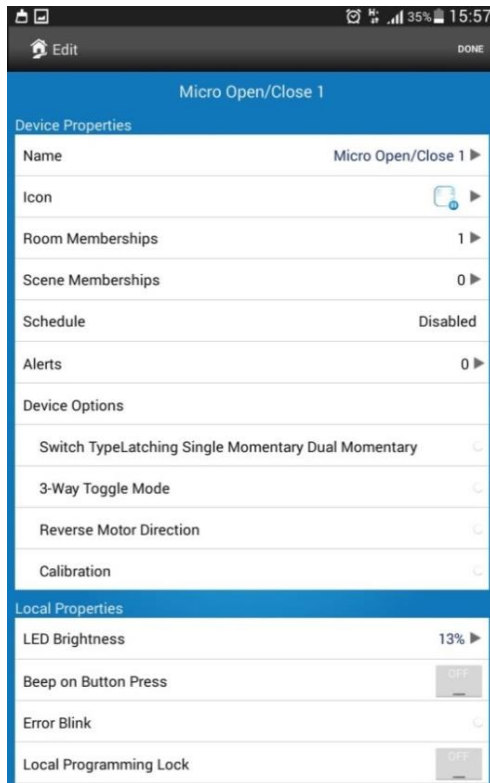 35% 15:57
Edit DONE
Micro Open/Close 1
Device Properties
Name Micro Open/Close 1
Icon
Room Memberships 1
Scene Memberships 0
Schedule Disabled
Alerts 0
Device Options
Switch TypeLatching Single Momentary Dual Momentary
3-Way Toggle Mode
Reverse Motor Direction
Calibration
Local Properties
LED Brightness 13%
Beep on Button Press OFF
Error Blink
Local Programming Lock OFF